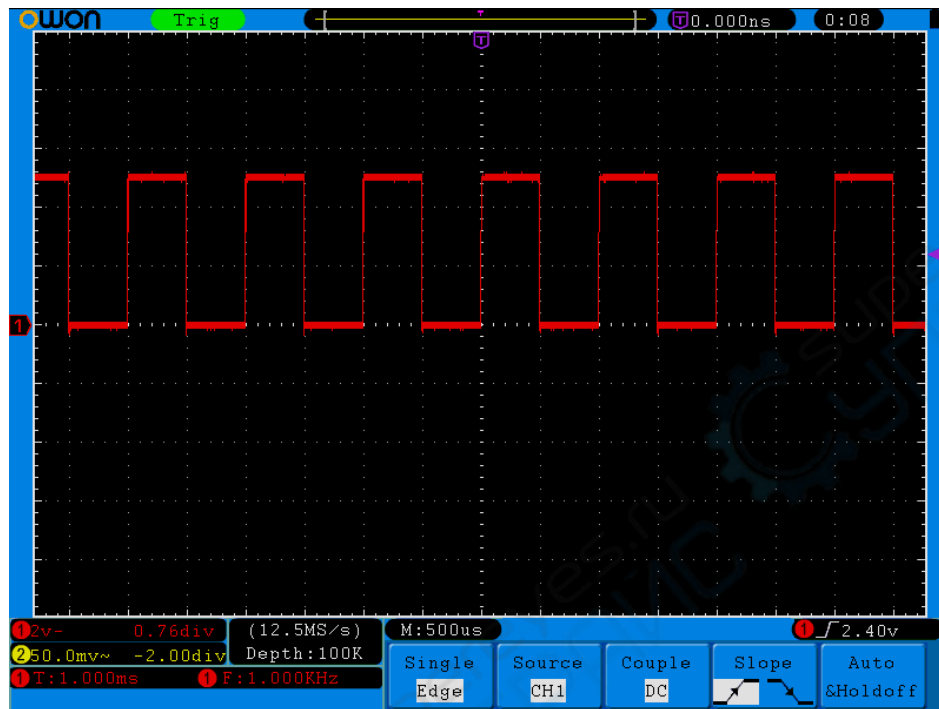 OWON Trig T T 0.000ns 0:08
T
1
1 2v- 0.76div (12.5MS/s) M:500us 1 2.40v
2 50.0mv~ -2.00div Depth:100K
1 T:1.000ms 1 F:1.000KHz
Single Source Couple Slope Auto
Edge CH1 DC &Holdoff